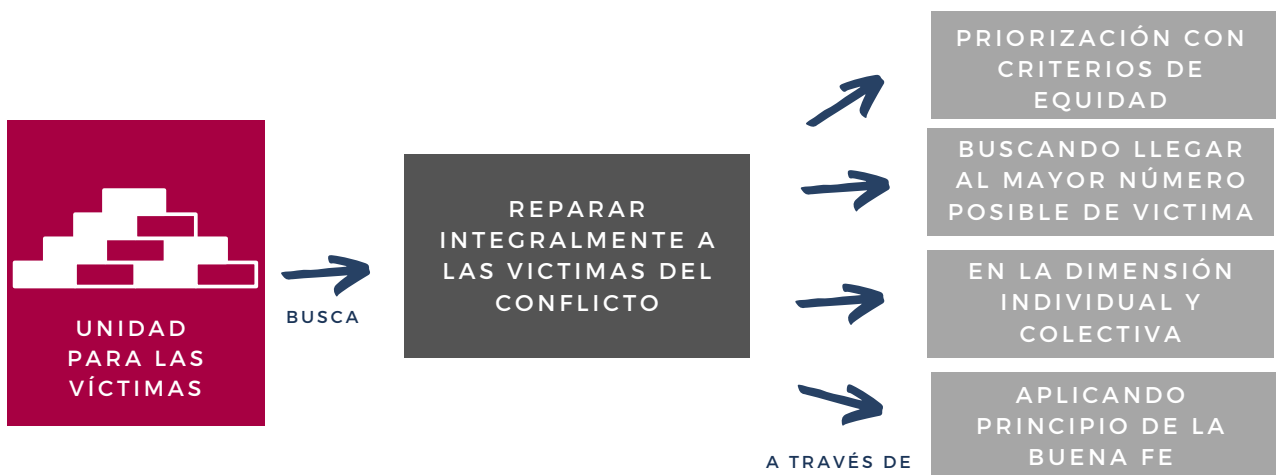 UNIDAD
PARA LAS
VÍCTIMAS
BUSCA
REPARAR
INTEGRALMENTE A
LAS VICTIMAS DEL
CONFLICTO
A TRAVÉS DE
PRIORIZACIÓN CON
CRITERIOS DE
EQUIDAD
BUSCANDO LLEGAR
AL MAYOR NÚMERO
POSIBLE DE VICTIMA
EN LA DIMENSIÓN
INDIVIDUAL Y
COLECTIVA
APLICANDO
PRINCIPIO DE LA
BUENA FE